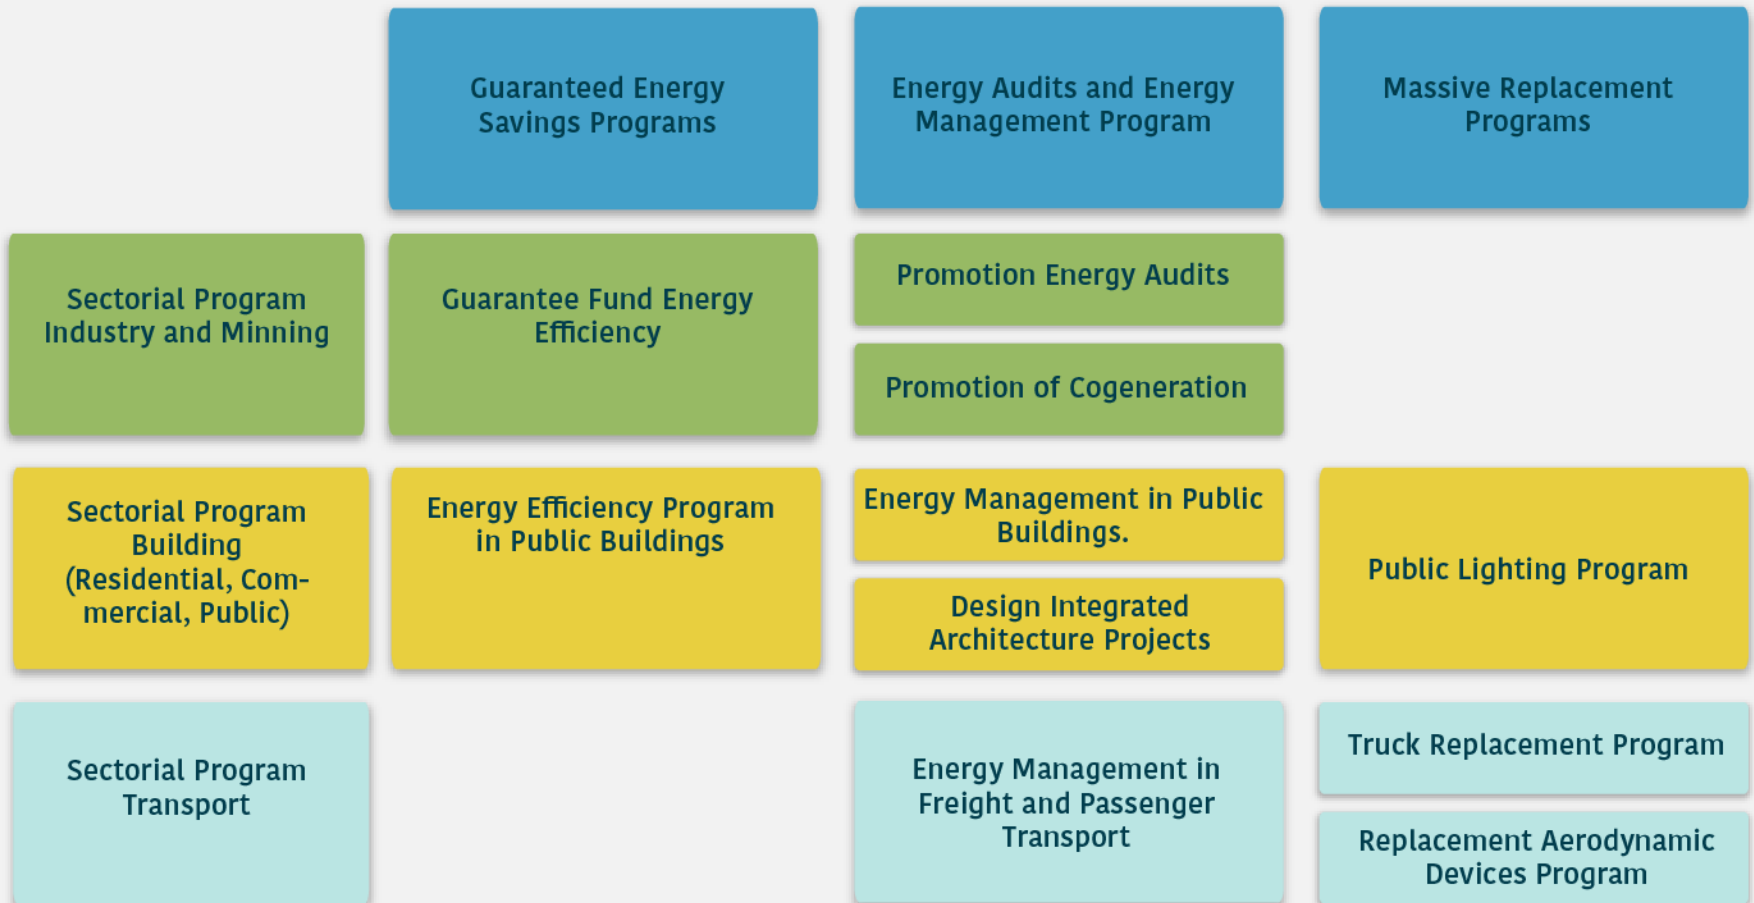 Guaranteed Energy
Savings Programs
Energy Audits and Energy
Management Program
Massive Replacement
Programs
Sectorial Program
Industry and Minning
Guarantee Fund Energy
Efficiency
Promotion Energy Audits
Promotion of Cogeneration
Sectorial Program
Building
(Residential, Com-
mercial, Public)
Energy Efficiency Program
in Public Buildings
Energy Management in Public
Buildings.
Design Integrated
Architecture Projects
Public Lighting Program
Sectorial Program
Transport
Energy Management in
Freight and Passenger
Transport
Truck Replacement Program
Replacement Aerodynamic
Devices Program